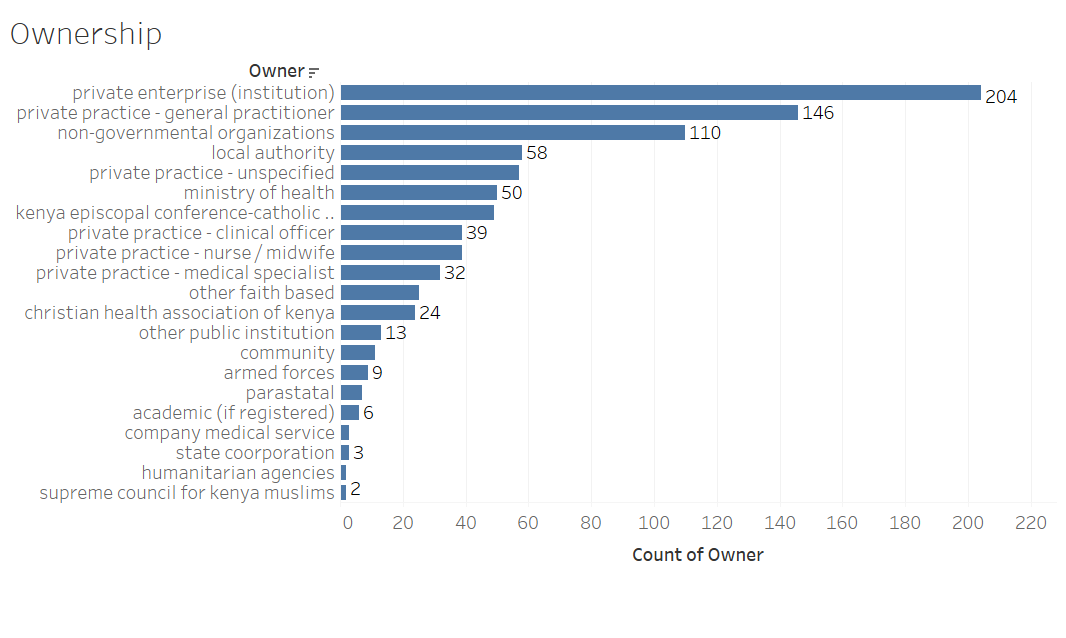 Ownership
Owner
private enterprise (institution) 204
private practice - general practitioner 146
non-governmental organizations 110
local authority 58
private practice - unspecified
ministry of health 50
kenya episcopal conference-catholic ..
private practice - clinical officer 39
private practice - nurse / midwife
private practice - medical specialist 32
other faith based
christian health association of kenya 24
other public institution 13
community
armed forces 9
parastatal
academic (if registered) 6
company medical service
state coorporation 3
humanitarian agencies
supreme council for kenya muslims 2
0 20 40 60 80 100 120 140 160 180 200 220
Count of Owner